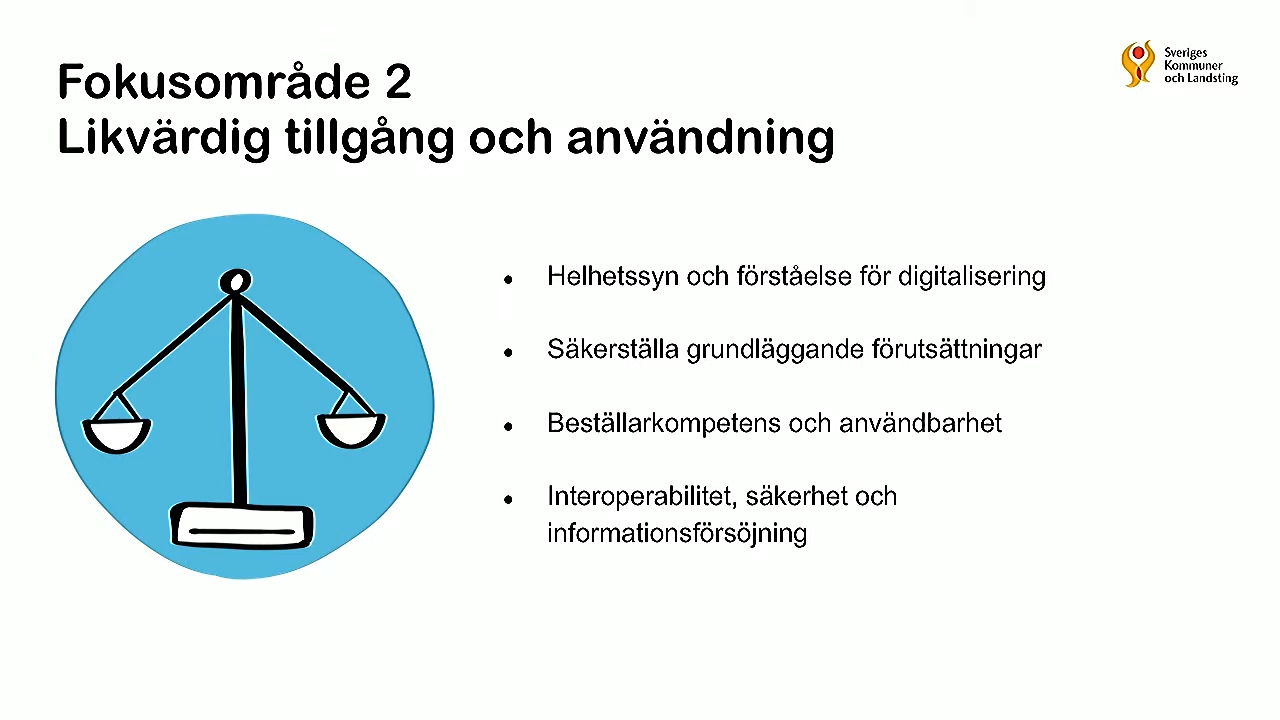 Fokusområde 2
Likvärdig tillgång och användning
Sveriges
Kommuner
och Landsting
• Helhetssyn och förståelse för digitalisering
• Säkerställa grundläggande förutsättningar
• Beställarkompetens och användbarhet
• Interoperabilitet, säkerhet och
informationsförsöjning